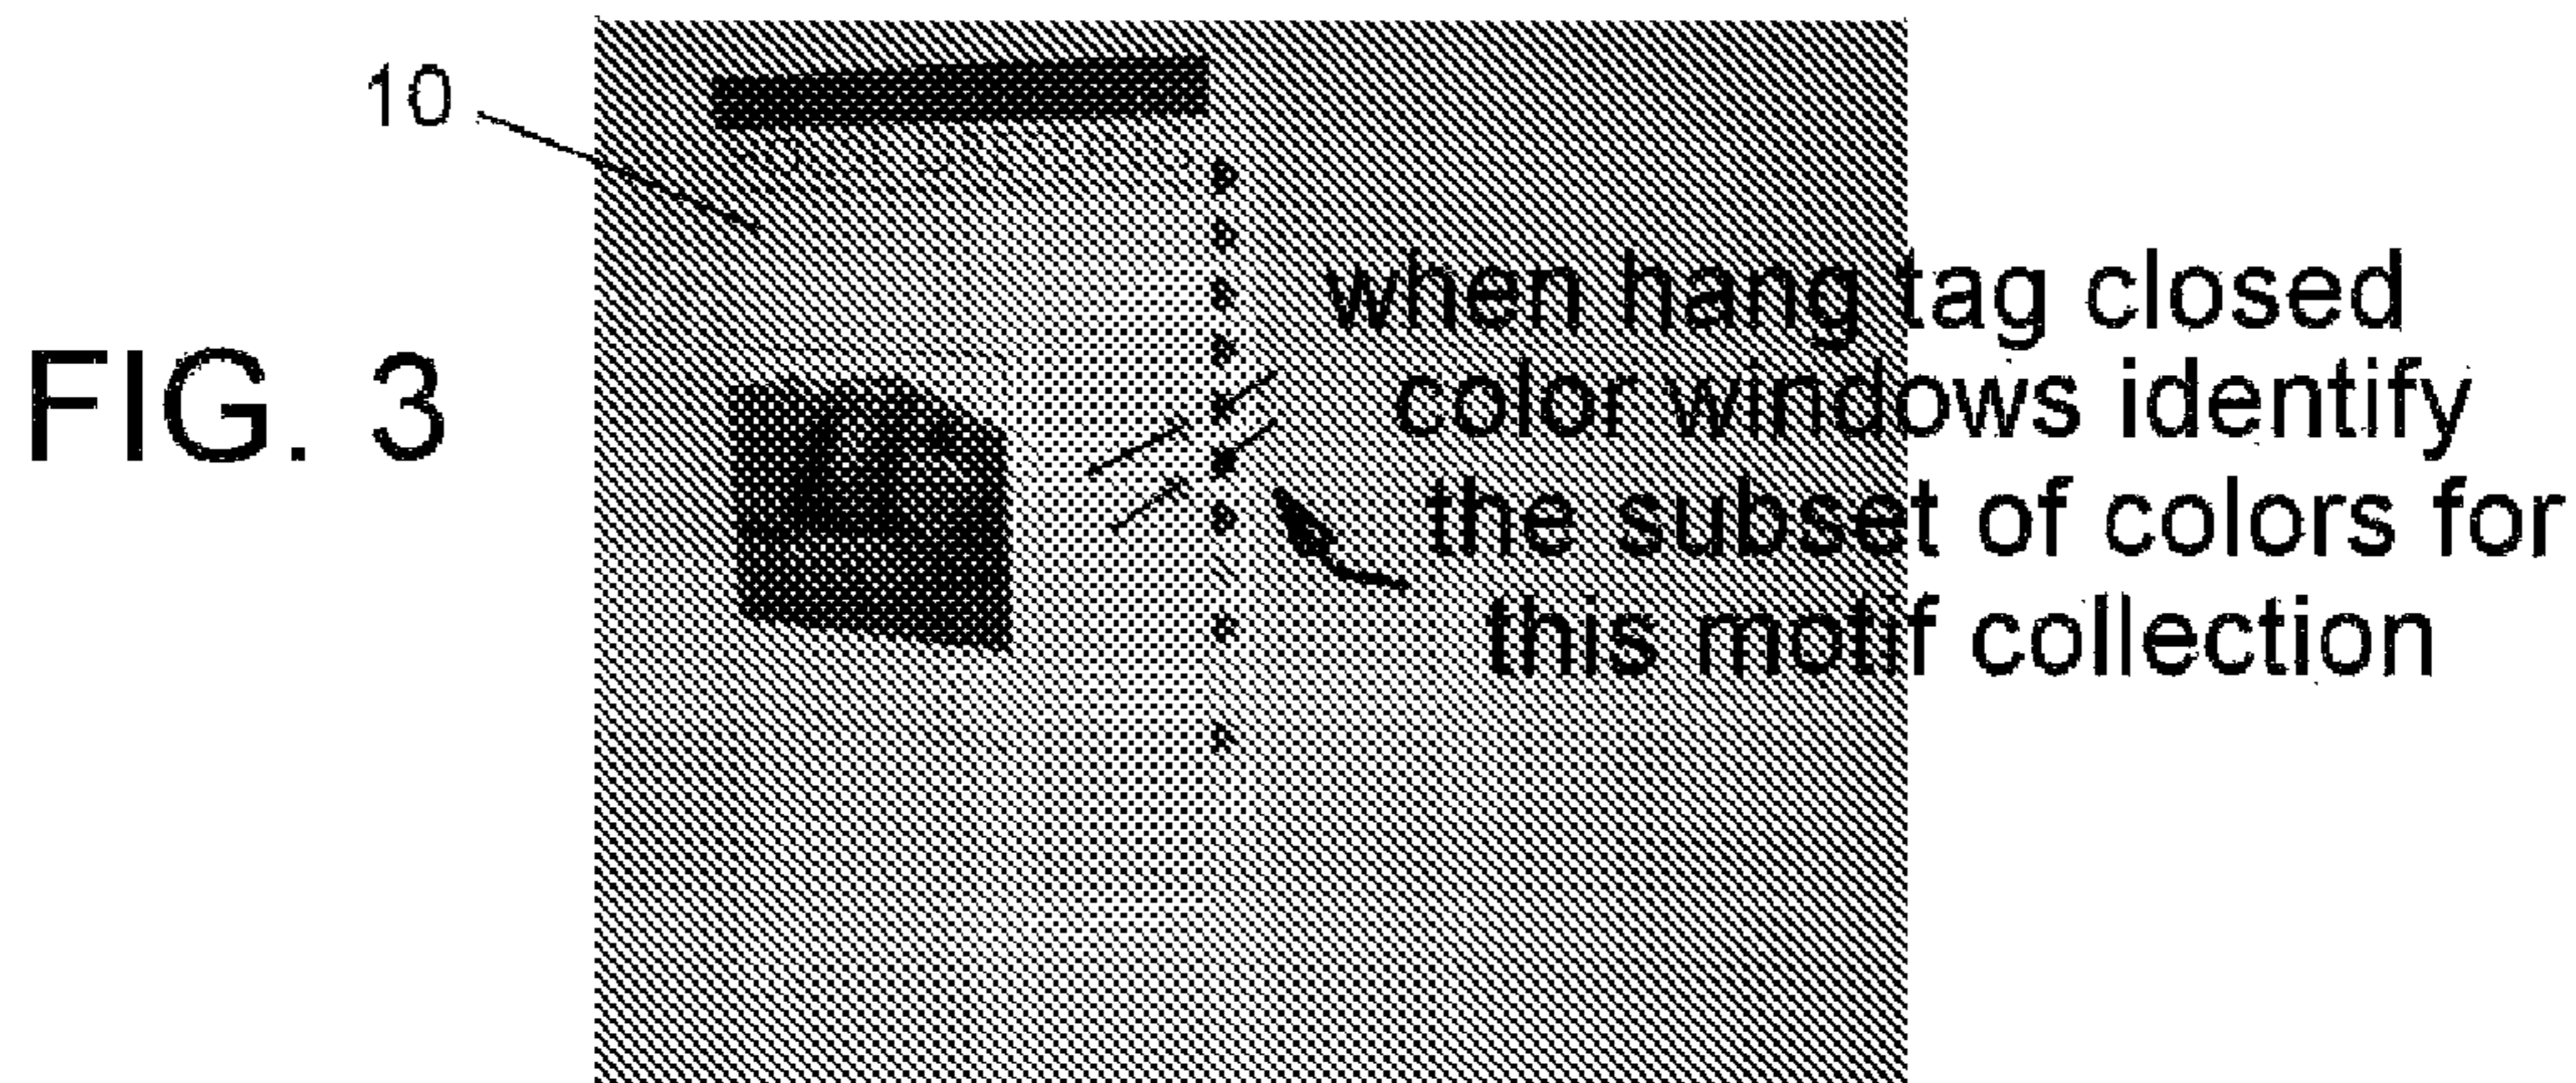 10
FIG. 3
when hang tag closed
color windows identify
the subset of colors for
this motif collection